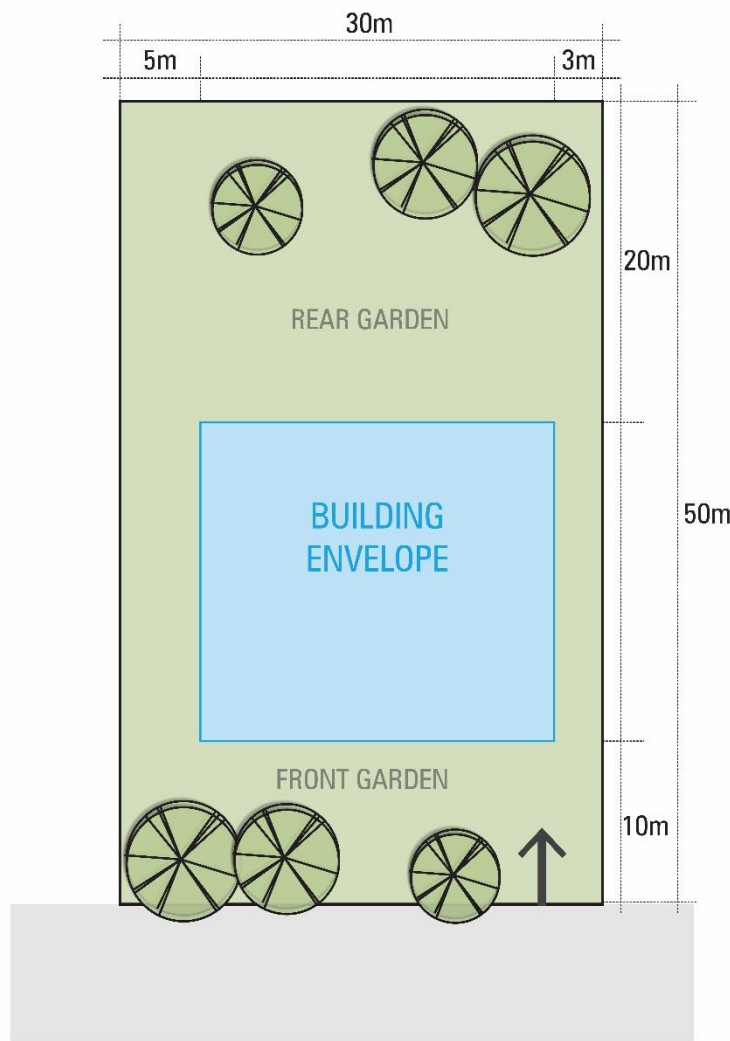 30m
5m
3m
20m
REAR GARDEN
50m
BUILDING
ENVELOPE
FRONT GARDEN
10m